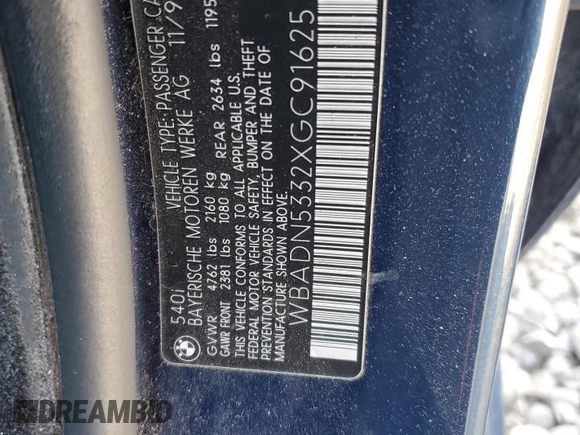 540i VEHICLE TYPE: PASSENGER CA
BAYERISCHE MOTOREN WERKE AG 11/9
GVWR 4762 lbs 2160 kg
GAWR FRONT 2381 lbs 1080 kg REAR 2634 lbs 1195
THIS VEHICLE CONFORMS TO ALL APPLICABLE U.S.
FEDERAL MOTOR VEHICLE SAFETY, BUMPER AND THEFT
PREVENTION STANDARDS IN EFFECT ON THE DATE OF
MANUFACTURE SHOWN ABOVE.
WBADN5332XGC91625
BMW
DREAMBID